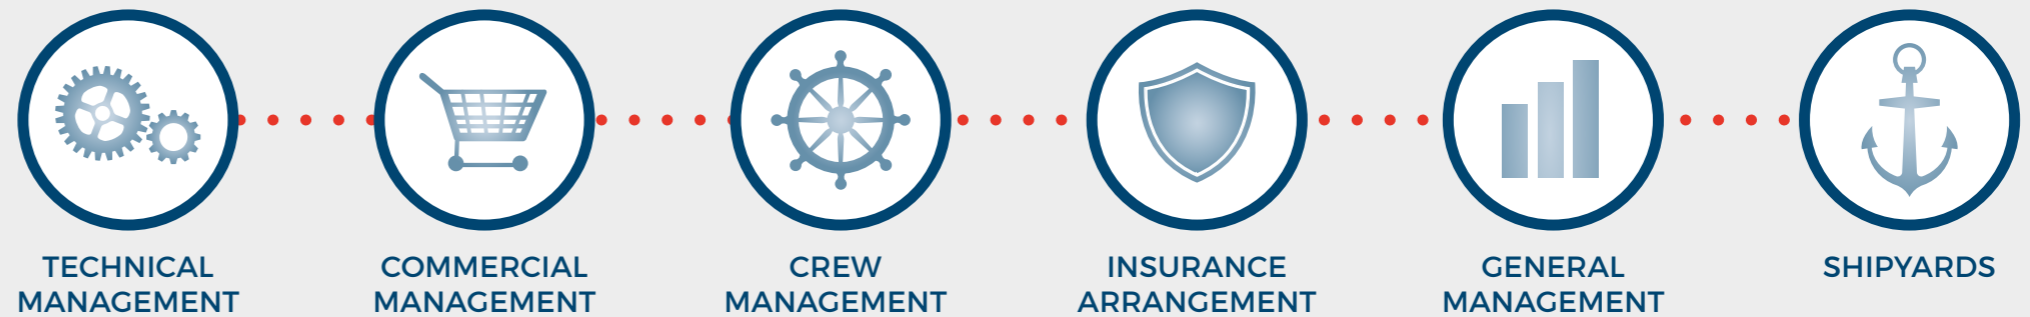 TECHNICAL
MANAGEMENT
COMMERCIAL
MANAGEMENT
CREW
MANAGEMENT
INSURANCE
ARRANGEMENT
GENERAL
MANAGEMENT
SHIPYARDS